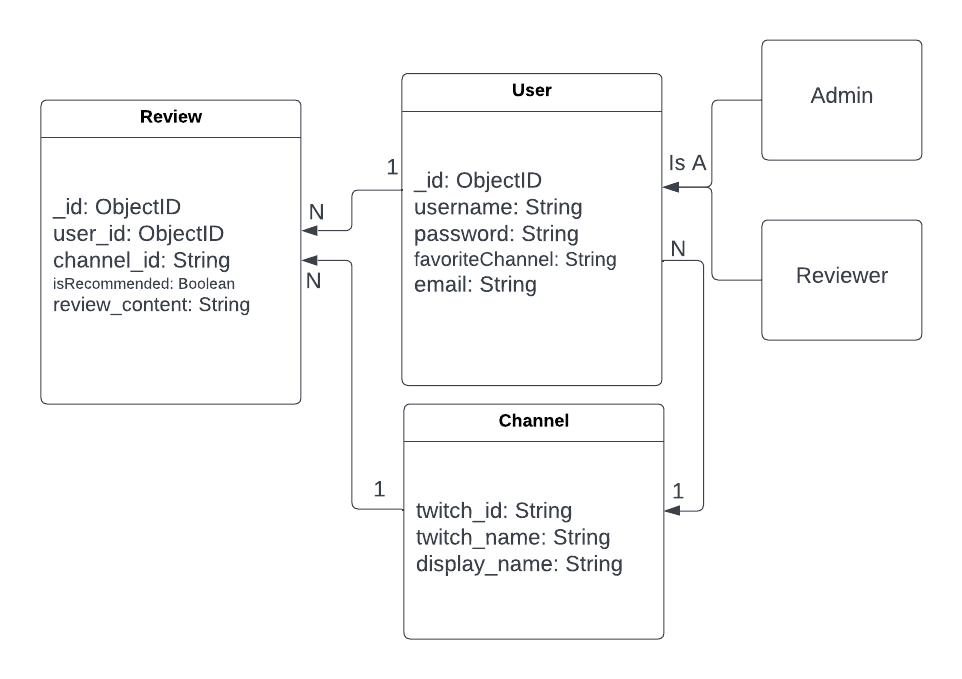 Review
_id: ObjectID
user_id: ObjectID
channel_id: String
isRecommended: Boolean
review_content: String
N
N
1
1
User
_id: ObjectID
username: String
password: String
favoriteChannel: String
email: String
Channel
twitch_id: String
twitch_name: String
display_name: String
Is A
N
1
Admin
Reviewer